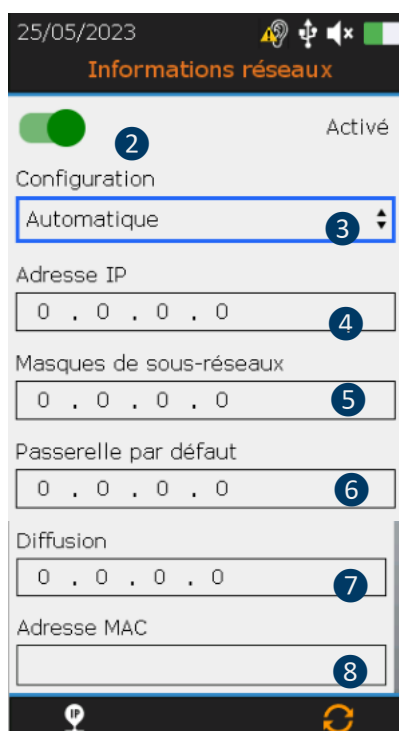 25/05/2023
Informations réseaux
Activé
2
Configuration
Automatique
3
Adresse IP
0 . 0 . 0 . 0
4
Masques de sous-réseaux
0 . 0 . 0 . 0
5
Passerelle par défaut
0 . 0 . 0 . 0
6
Diffusion
0 . 0 . 0 . 0
7
Adresse MAC
8
IP